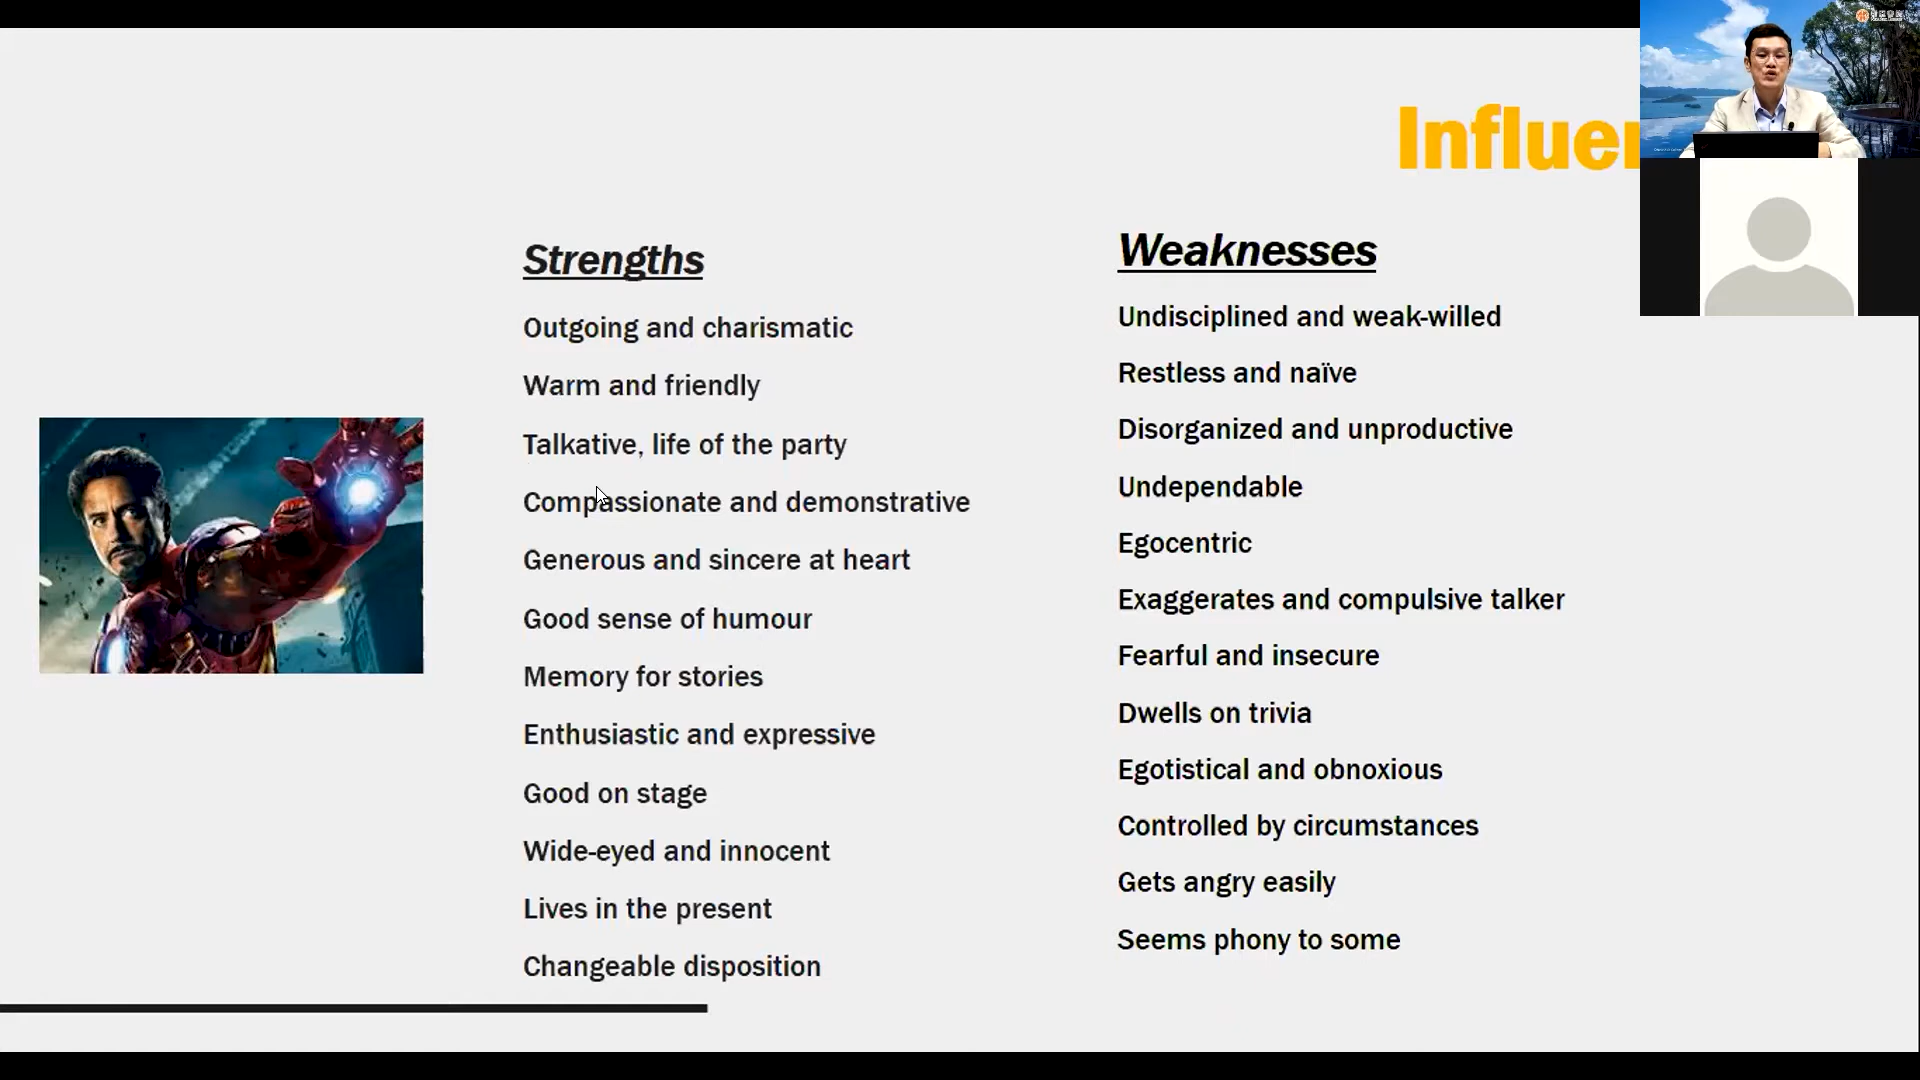 Influe
Strengths
Outgoing and charismatic
Warm and friendly
Talkative, life of the party
Compassionate and demonstrative
Generous and sincere at heart
Good sense of humour
Memory for stories
Enthusiastic and expressive
Good on stage
Wide-eyed and innocent
Lives in the present
Changeable disposition
Weaknesses
Undisciplined and weak-willed
Restless and naïve
Disorganized and unproductive
Undependable
Egocentric
Exaggerates and compulsive talker
Fearful and insecure
Dwells on trivia
Egotistical and obnoxious
Controlled by circumstances
Gets angry easily
Seems phony to some